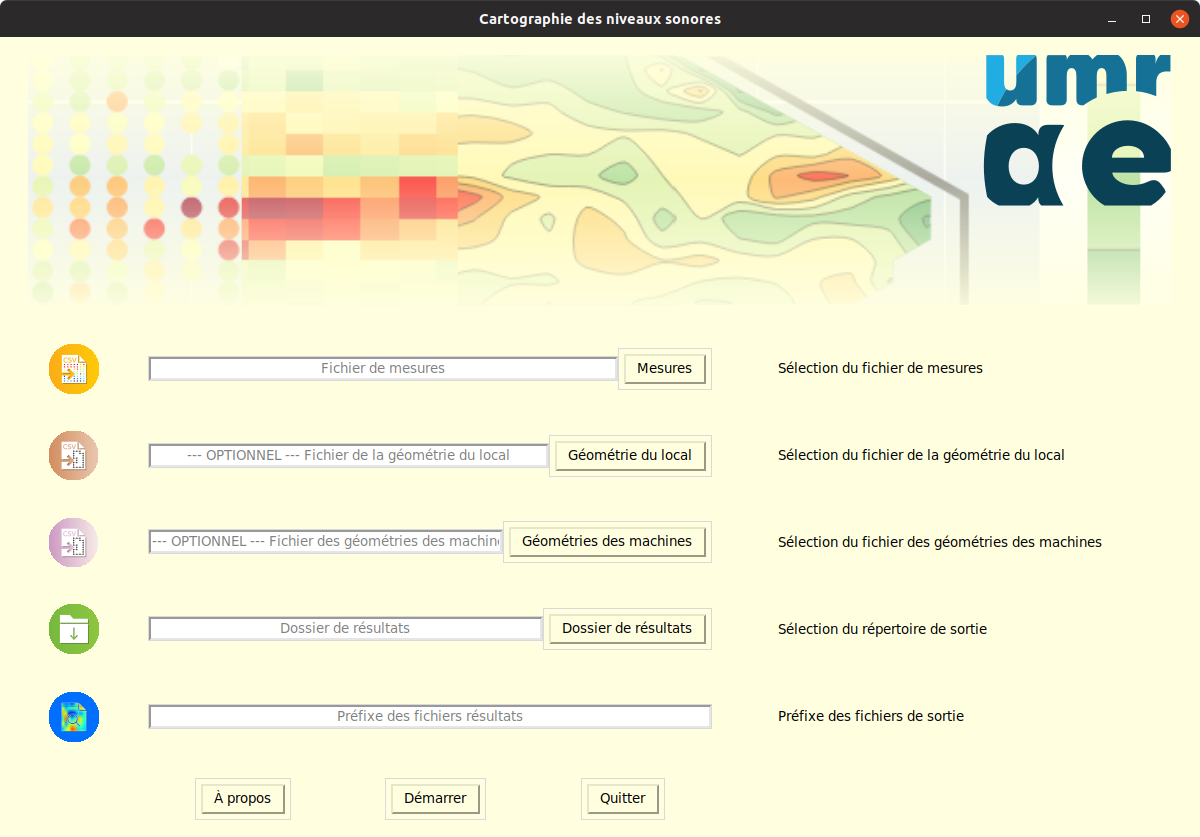 Cartographie des niveaux sonores
umr
ae
CSV
Fichier de mesures Mesures Sélection du fichier de mesures
CSV
--- OPTIONNEL --- Fichier de la géométrie du local Géométrie du local Sélection du fichier de la géométrie du local
CSV
--- OPTIONNEL --- Fichier des géométries des machin Géométries des machines Sélection du fichier des géométries des machines
Dossier de résultats Dossier de résultats Sélection du répertoire de sortie
Préfixe des fichiers résultats Préfixe des fichiers de sortie
À propos Démarrer Quitter